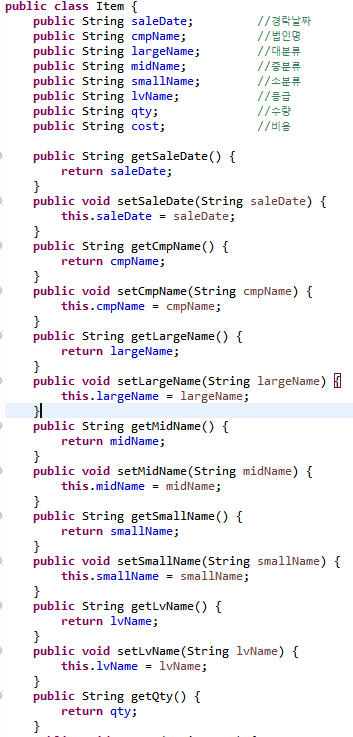 public class Item {
public String saleDate; //경락날짜
public String cmpName; //법인명
public String largeName; //대분류
public String midName; //중분류
public String smallName; //소분류
public String lvName; //등급
public String qty; //수량
public String cost; //비용
public String getSaleDate() {
return saleDate;
}
public void setSaleDate(String saleDate) {
this.saleDate = saleDate;
}
public String getCmpName() {
return cmpName;
}
public void setCmpName(String cmpName) {
this.cmpName = cmpName;
}
public String getLargeName() {
return largeName;
}
public void setLargeName(String largeName) {
this.largeName = largeName;
}
public String getMidName() {
return midName;
}
public void setMidName(String midName) {
this.midName = midName;
}
public String getSmallName() {
return smallName;
}
public void setSmallName(String smallName) {
this.smallName = smallName;
}
public String getLvName() {
return lvName;
}
public void setLvName(String lvName) {
this.lvName = lvName;
}
public String getQty() {
return qty;
}